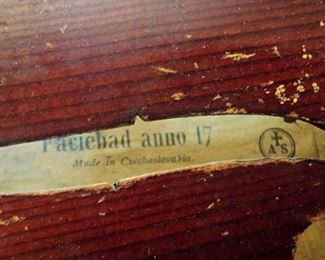 Faciebad anno 17
Made in Czechoslovakia.
A S